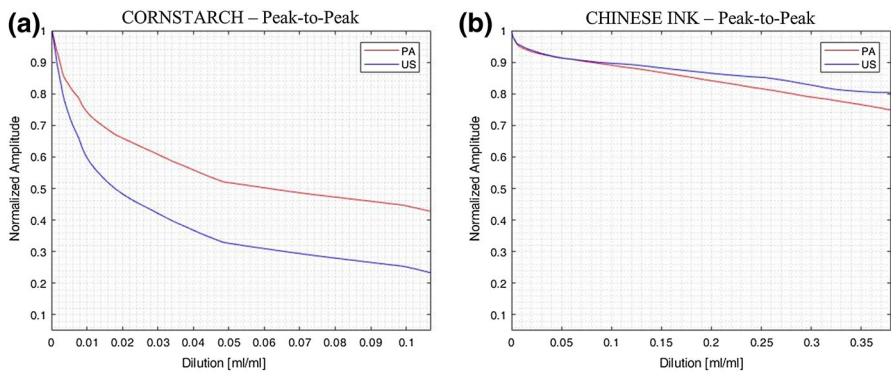 (a)
CORNSTARCH – Peak-to-Peak
1
0.9
0.8
0.7
0.6
0.5
0.4
0.3
0.2
0.1
Normalized Amplitude
PA
US
0 0.01 0.02 0.03 0.04 0.05 0.06 0.07 0.08 0.09 0.1
Dilution [ml/ml]
(b)
CHINESE INK – Peak-to-Peak
1
0.9
0.8
0.7
0.6
0.5
0.4
0.3
0.2
0.1
Normalized Amplitude
PA
US
0 0.05 0.1 0.15 0.2 0.25 0.3 0.35
Dilution [ml/ml]